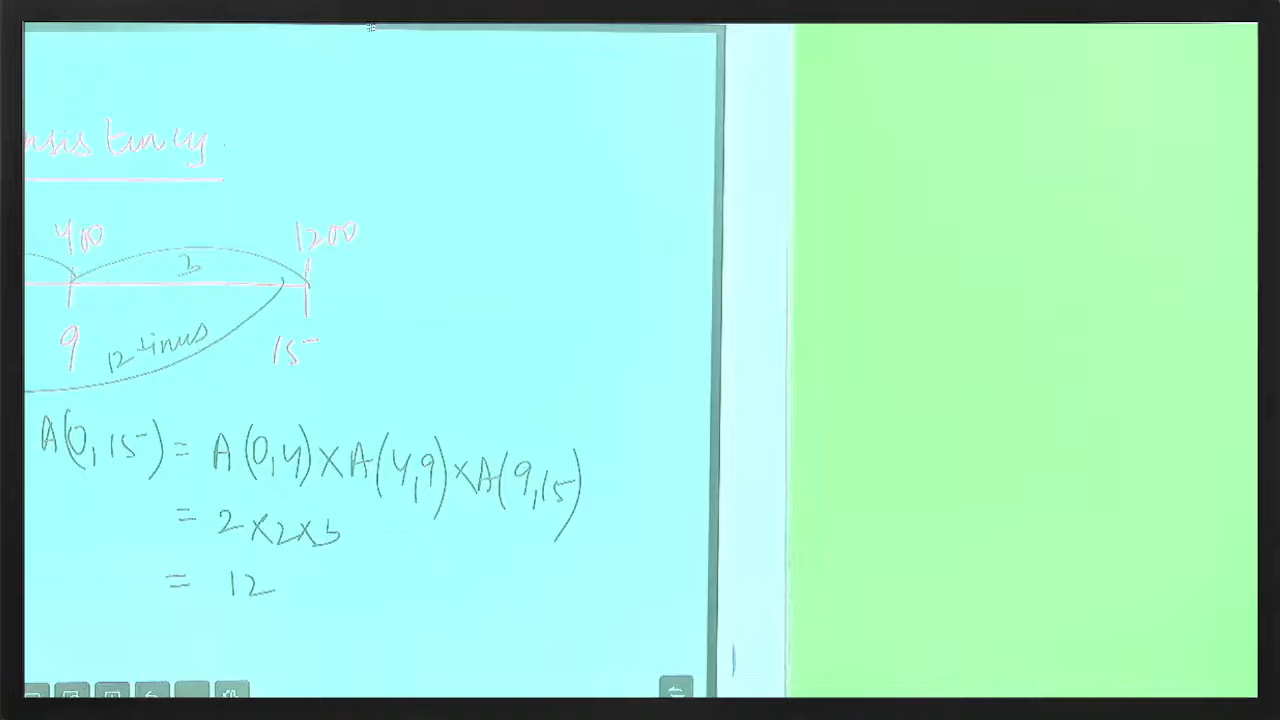 nsistency
400 1200
3
9 15
12 times
A(0,15) = A(0,4)×A(4,9)×A(9,15)
= 2×2×3
= 12